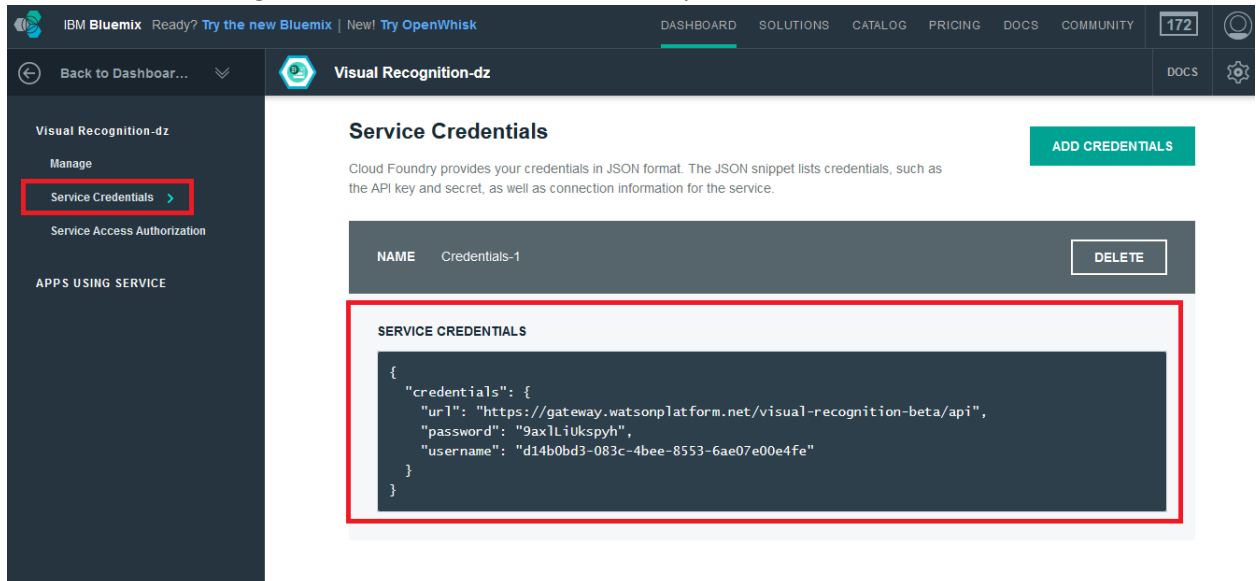 IBM Bluemix Ready? Try the new Bluemix | New! Try OpenWhisk DASHBOARD SOLUTIONS CATALOG PRICING DOCS COMMUNITY 172
Back to Dashboar... Visual Recognition-dz DOCS
Visual Recognition-dz
Manage
Service Credentials >
Service Access Authorization
APPS USING SERVICE
Service Credentials
ADD CREDENTIALS
Cloud Foundry provides your credentials in JSON format. The JSON snippet lists credentials, such as
the API key and secret, as well as connection information for the service.
NAME Credentials-1 DELETE
SERVICE CREDENTIALS
{
"credentials": {
"url": "https://gateway.watsonplatform.net/visual-recognition-beta/api",
"password": "9axlLiUkspyh",
"username": "d14b0bd3-083c-4bee-8553-6ae07e00e4fe"
}
}